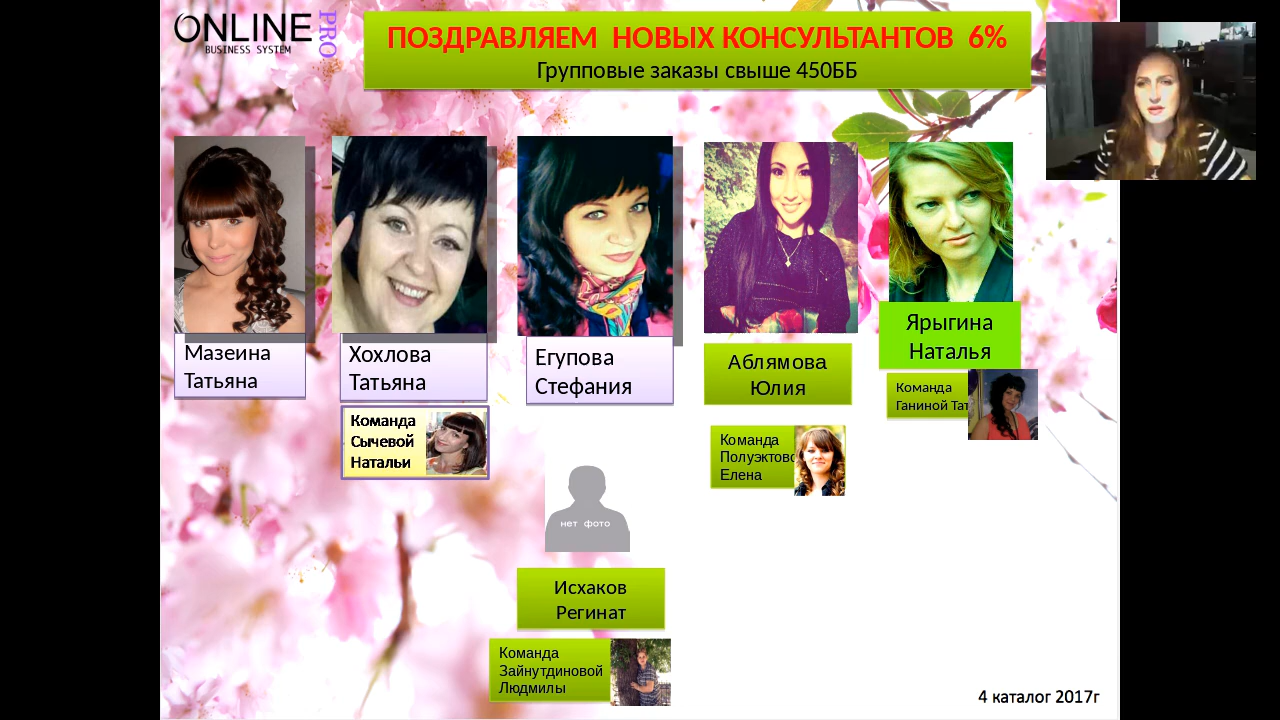 ONLINE
PRO
BUSINESS SYSTEM
ПОЗДРАВЛЯЕМ НОВЫХ КОНСУЛЬТАНТОВ 6%
Групповые заказы свыше 450ББ
Мазеина
Татьяна
Хохлова
Татьяна
Команда
Сычевой
Натальи
Егупова
Стефания
Аблямова
Юлия
Команда
Полуэктово
Елена
Ярыгина
Наталья
Команда
Ганиной Тат
нет фото
Исхаков
Регинат
Команда
Зайнутдиновой
Людмилы
4 каталог 2017г